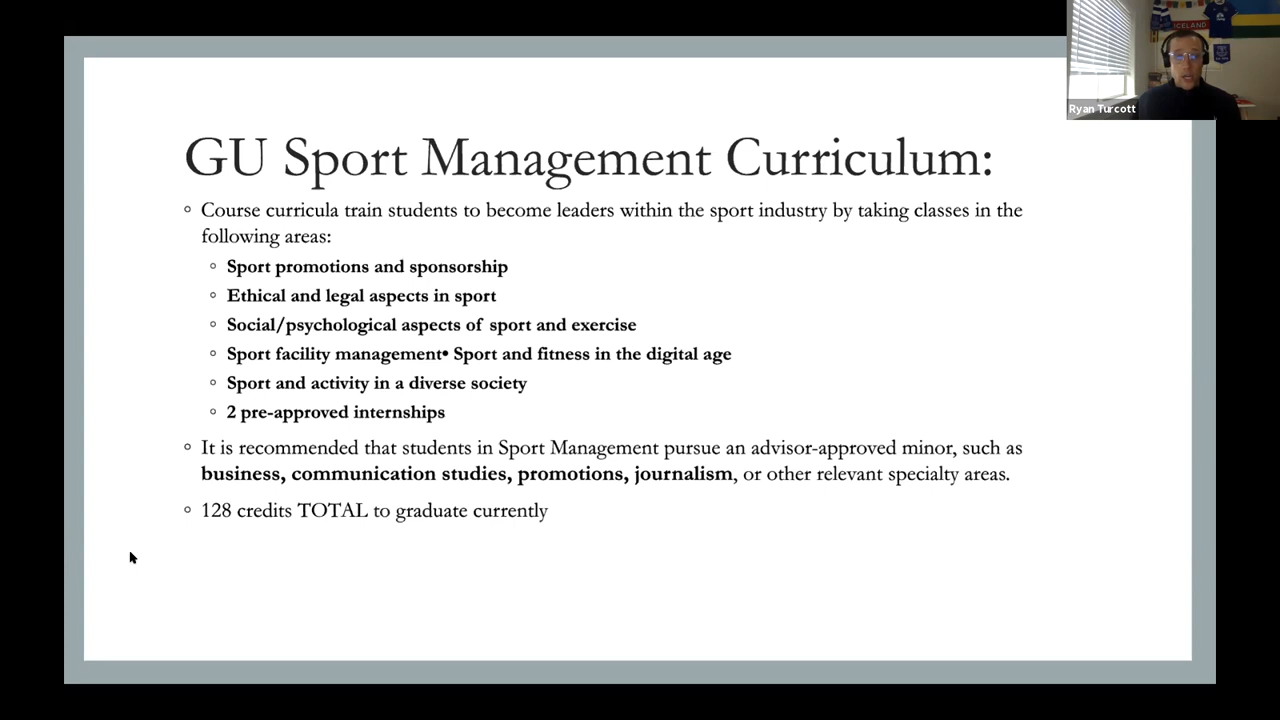 GU Sport Management Curriculum:
◦ Course curricula train students to become leaders within the sport industry by taking classes in the
following areas:
◦ Sport promotions and sponsorship
◦ Ethical and legal aspects in sport
◦ Social/psychological aspects of sport and exercise
◦ Sport facility management• Sport and fitness in the digital age
◦ Sport and activity in a diverse society
◦ 2 pre-approved internships
◦ It is recommended that students in Sport Management pursue an advisor-approved minor, such as
business, communication studies, promotions, journalism, or other relevant specialty areas.
◦ 128 credits TOTAL to graduate currently
ICELAND
Ryan Turcott